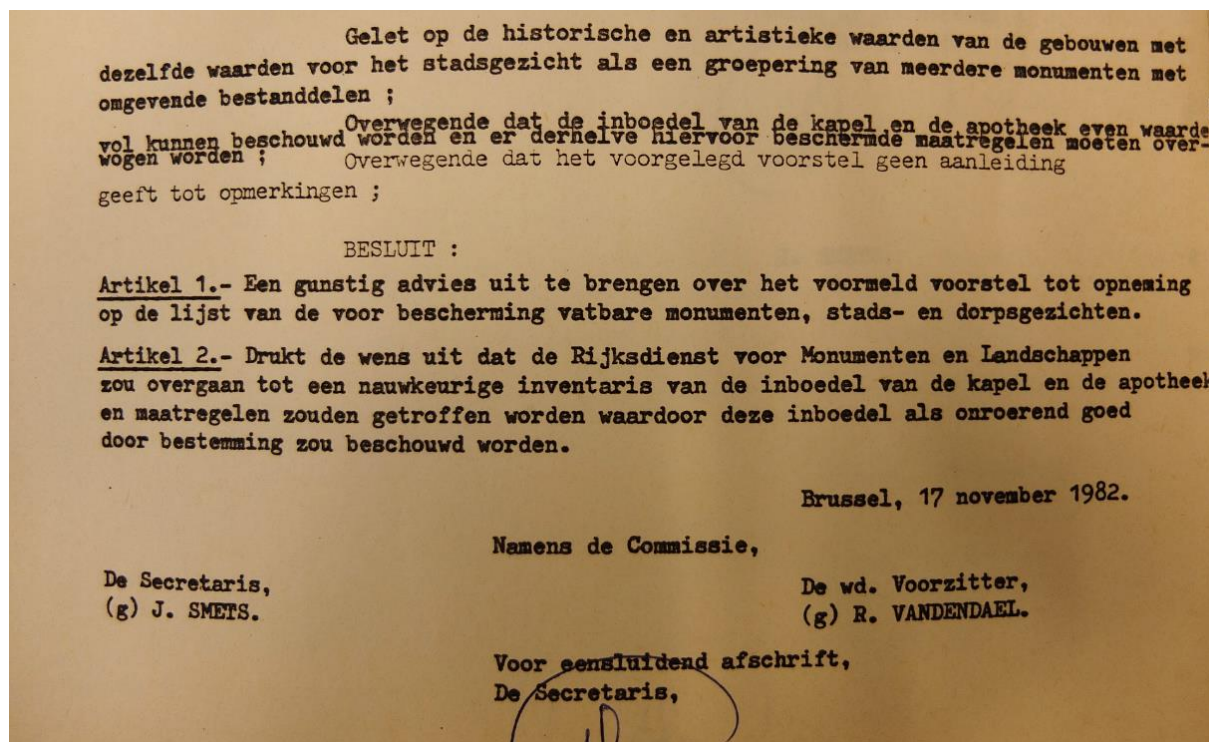 Gelet op de historische en artistieke waarden van de gebouwen met
dezelfde waarden voor het stadsgezicht als een groepering van meerdere monumenten met
omgevende bestanddelen ;
Overwegende dat de inboedel van de kapel en de apotheek even waarde
vol kunnen beschouwd worden en er derhelve hiervoor beschermde maatregelen moeten over-
wogen worden ;
Overwegende dat het voorgelegd voorstel geen aanleiding
geeft tot opmerkingen ;
BESLUIT :
Artikel 1.- Een gunstig advies uit te brengen over het voormeld voorstel tot opneming
op de lijst van de voor bescherming vatbare monumenten, stads- en dorpsgezichten.
Artikel 2.- Drukt de wens uit dat de Rijksdienst voor Monumenten en Landschappen
zou overgaan tot een nauwkeurige inventaris van de inboedel van de kapel en de apotheek
en maatregelen zouden getroffen worden waardoor deze inboedel als onroerend goed
door bestemming zou beschouwd worden.
Brussel, 17 november 1982.
Namens de Commissie,
De Secretaris,
(g) J. SMETS.
De wd. Voorzitter,
(g) R. VANDENDAEL.
Voor eensluidend afschrift,
De Secretaris,